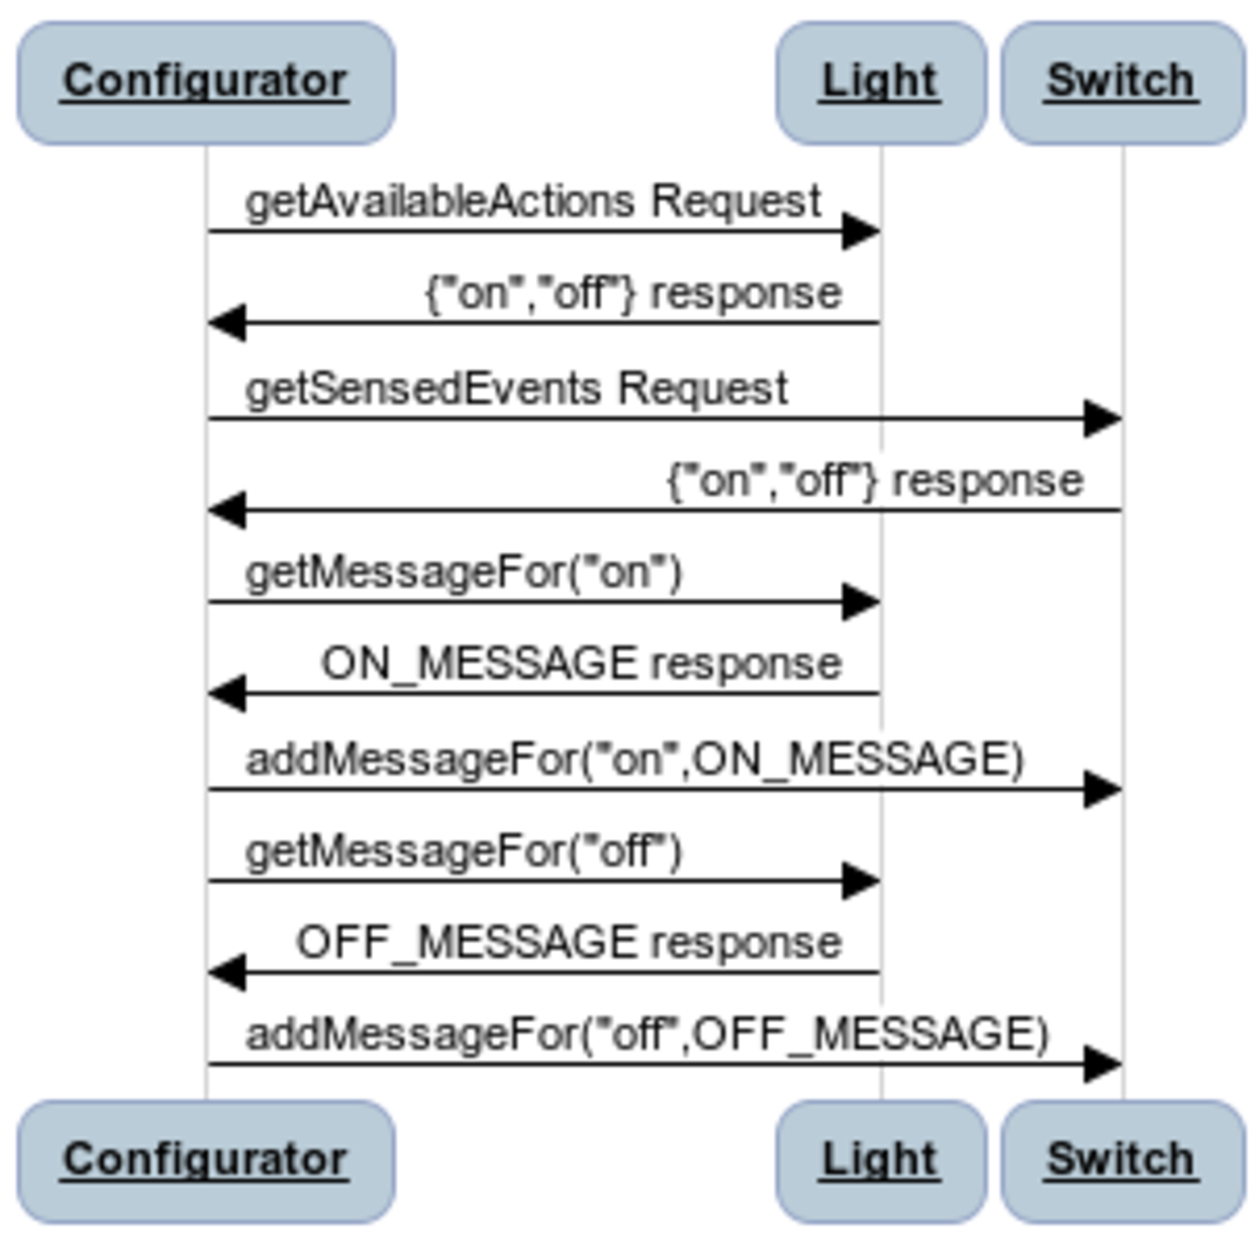 Configurator
Light
Switch
getAvailableActions Request
{"on","off"} response
getSensedEvents Request
{"on","off"} response
getMessageFor("on")
ON_MESSAGE response
addMessageFor("on",ON_MESSAGE)
getMessageFor("off")
OFF_MESSAGE response
addMessageFor("off",OFF_MESSAGE)
Configurator
Light
Switch